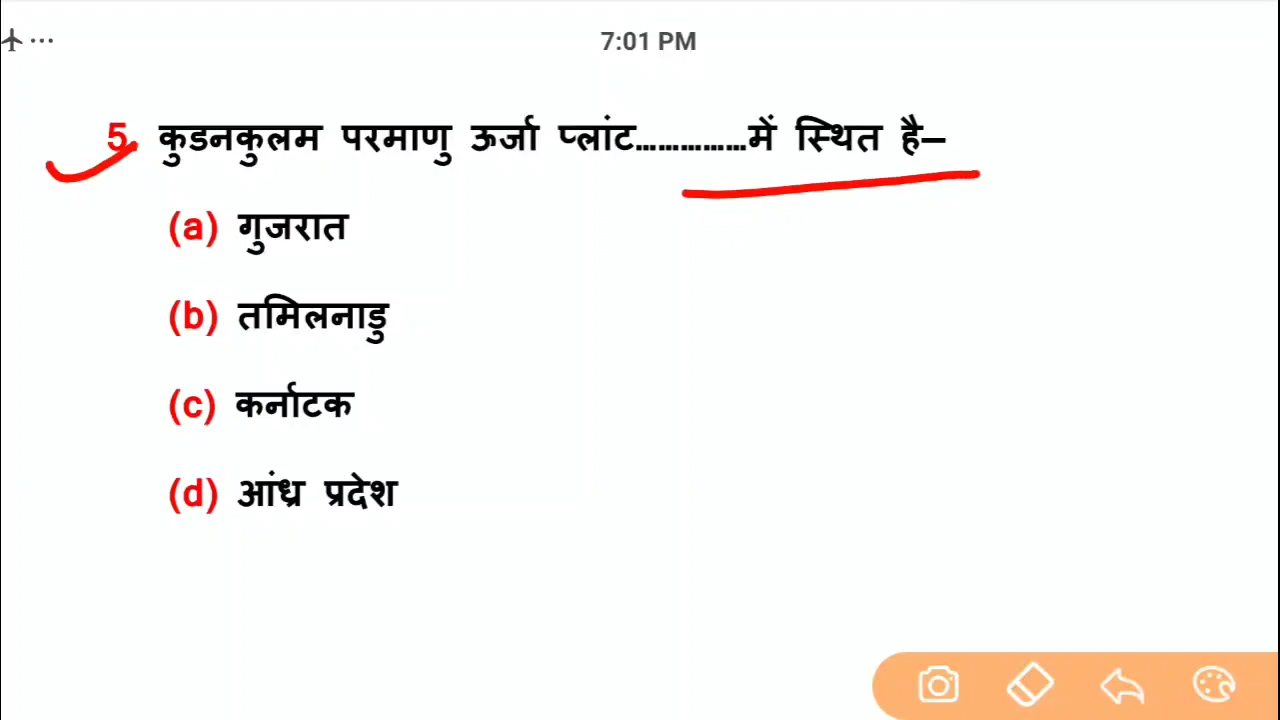 7:01 PM
5. कुडनकुलम परमाणु ऊर्जा प्लांट...............में स्थित है–
(a) गुजरात
(b) तमिलनाडु
(c) कर्नाटक
(d) आंध्र प्रदेश